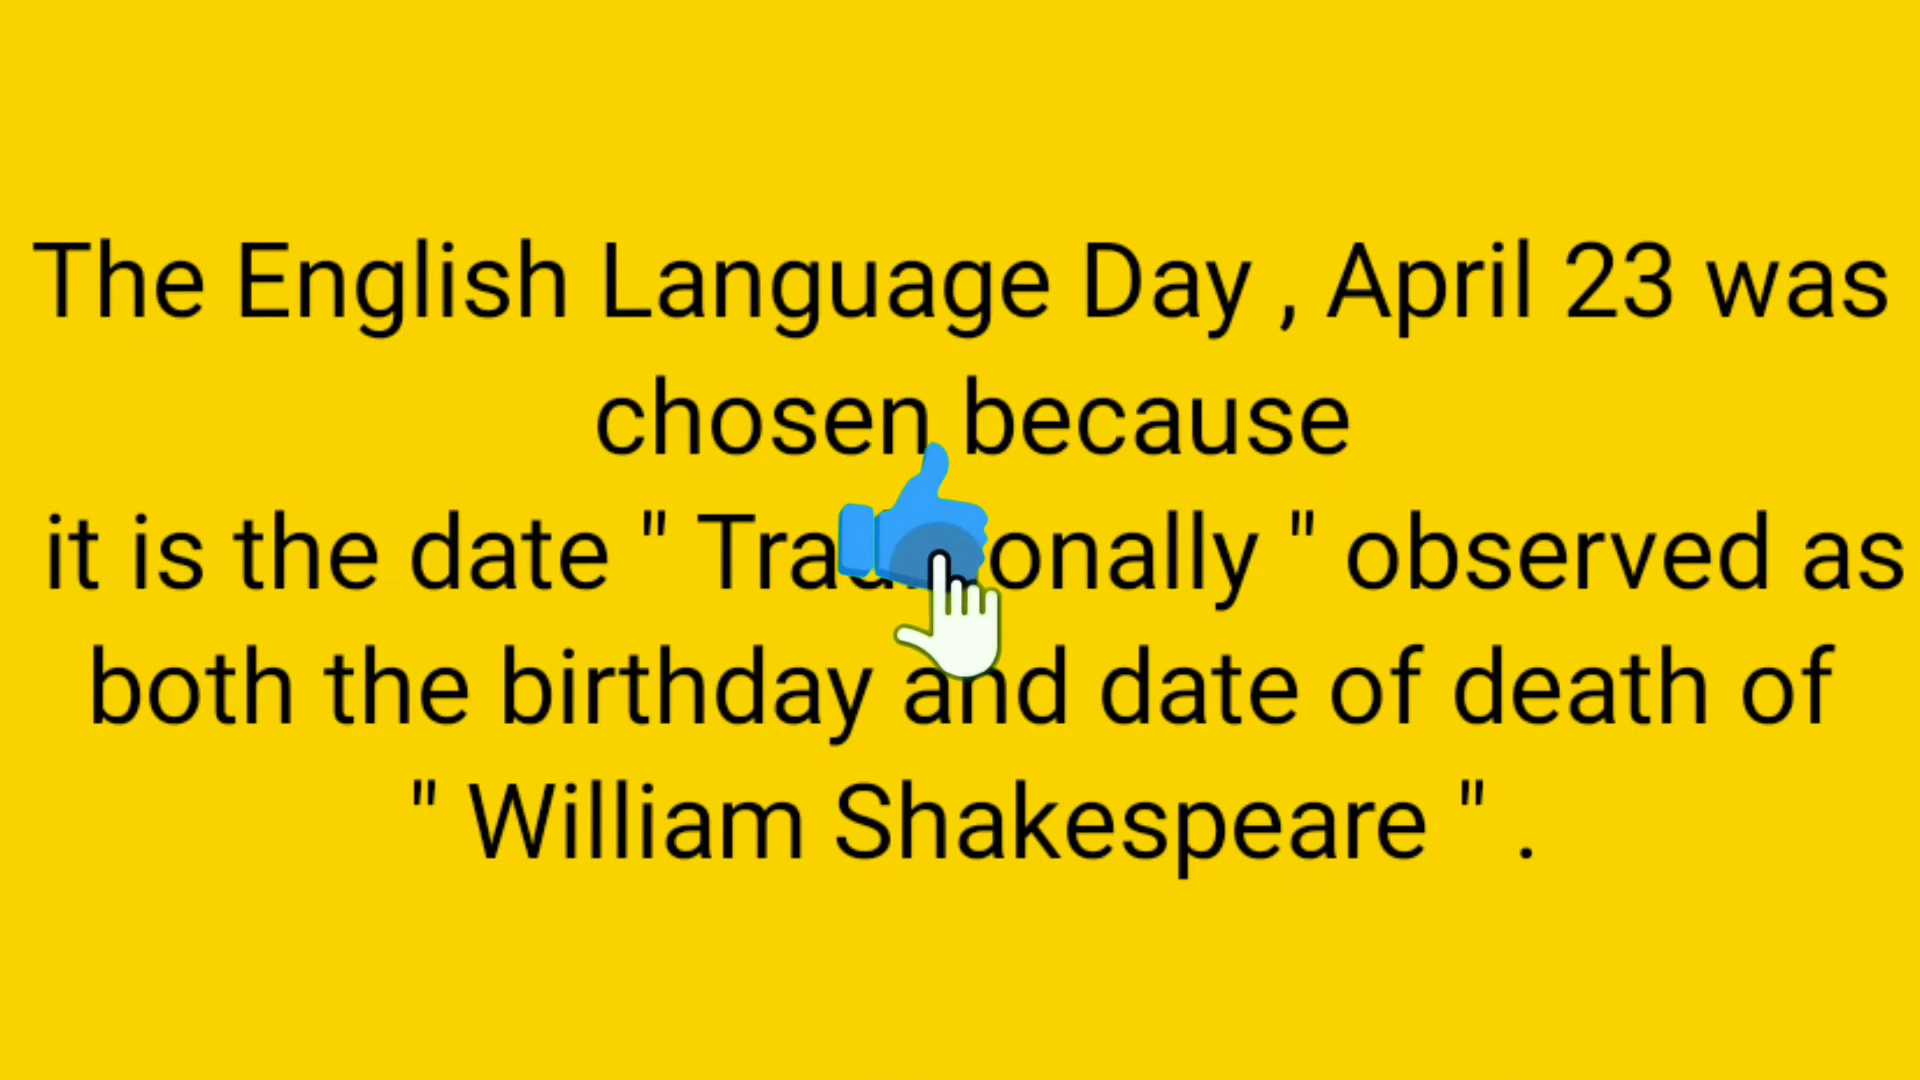 The English Language Day , April 23 was
chosen because
it is the date " Traditionally " observed as
both the birthday and date of death of
" William Shakespeare " .